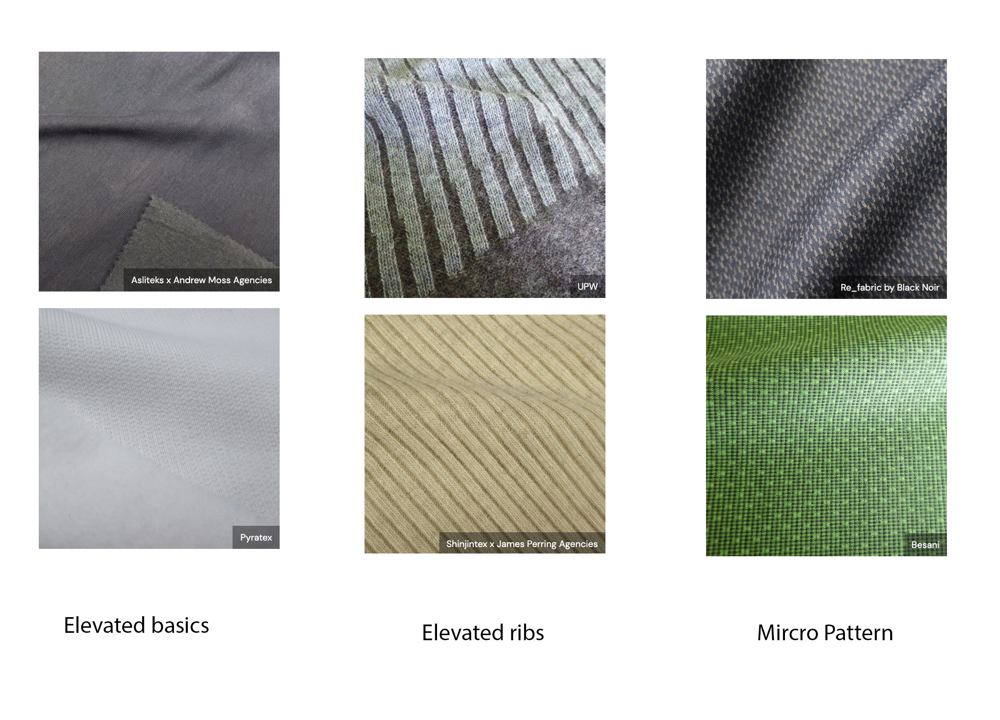 Asliteks x Andrew Moss Agencies
UPW
Re_fabric by Black Noir
Pyratex
Shinjintex x James Perring Agencies
Besani
Elevated basics
Elevated ribs
Mircro Pattern